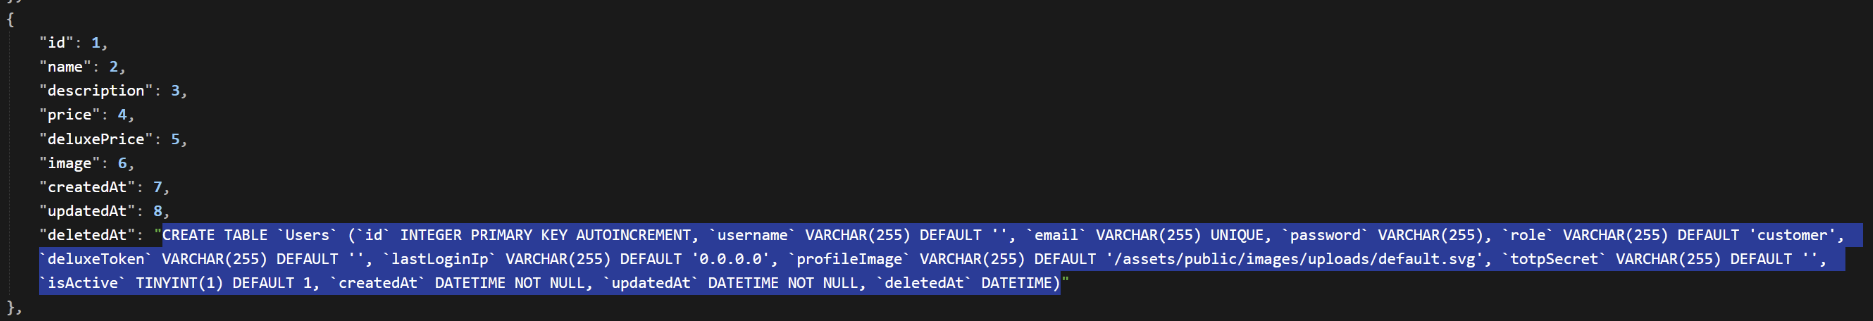 {
"id": 1,
"name": 2,
"description": 3,
"price": 4,
"deluxePrice": 5,
"image": 6,
"createdAt": 7,
"updatedAt": 8,
"deletedAt": "CREATE TABLE `Users` (`id` INTEGER PRIMARY KEY AUTOINCREMENT, `username` VARCHAR(255) DEFAULT '', `email` VARCHAR(255) UNIQUE, `password` VARCHAR(255), `role` VARCHAR(255) DEFAULT 'customer',
`deluxeToken` VARCHAR(255) DEFAULT '', `lastLoginIp` VARCHAR(255) DEFAULT '0.0.0.0', `profileImage` VARCHAR(255) DEFAULT '/assets/public/images/uploads/default.svg', `totpSecret` VARCHAR(255) DEFAULT '',
`isActive` TINYINT(1) DEFAULT 1, `createdAt` DATETIME NOT NULL, `updatedAt` DATETIME NOT NULL, `deletedAt` DATETIME)"
},